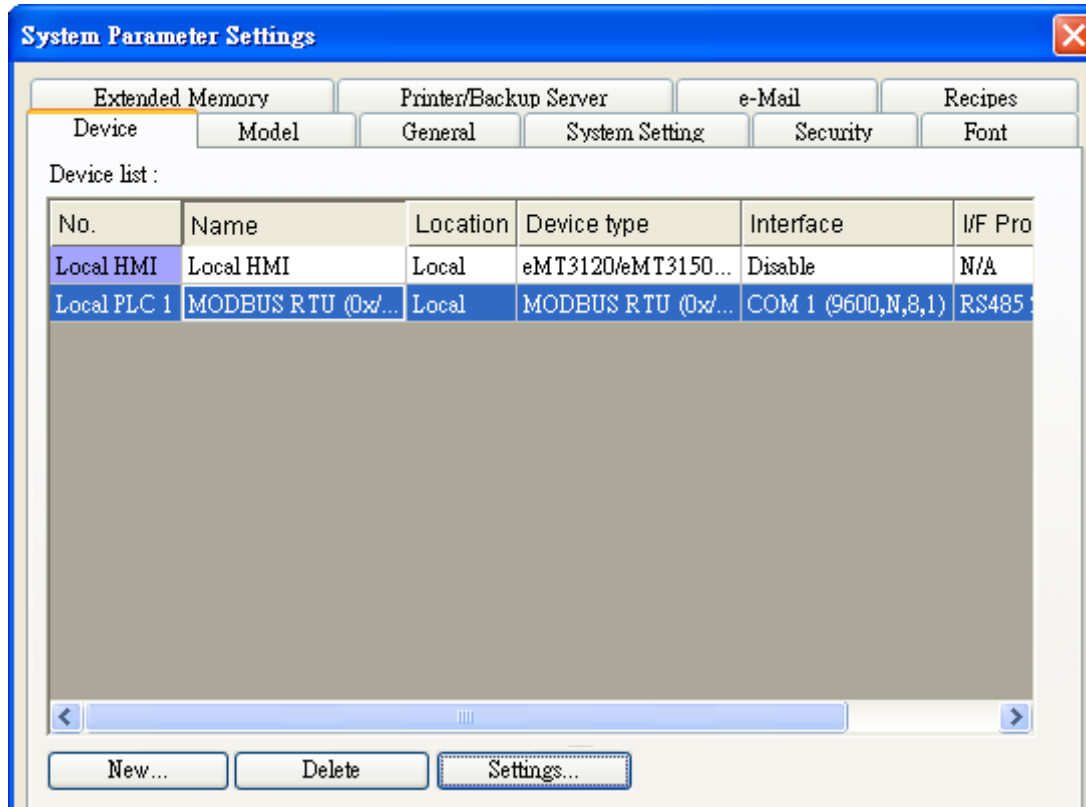 System Parameter Settings
Extended Memory Printer/Backup Server e-Mail Recipes
Device Model General System Setting Security Font
Device list :
No. Name Location Device type Interface I/F Pro
Local HMI Local HMI Local eMT3120/eMT3150... Disable N/A
Local PLC 1 MODBUS RTU (0x/... Local MODBUS RTU (0x/... COM 1 (9600,N,8,1) RS485
New... Delete Settings...